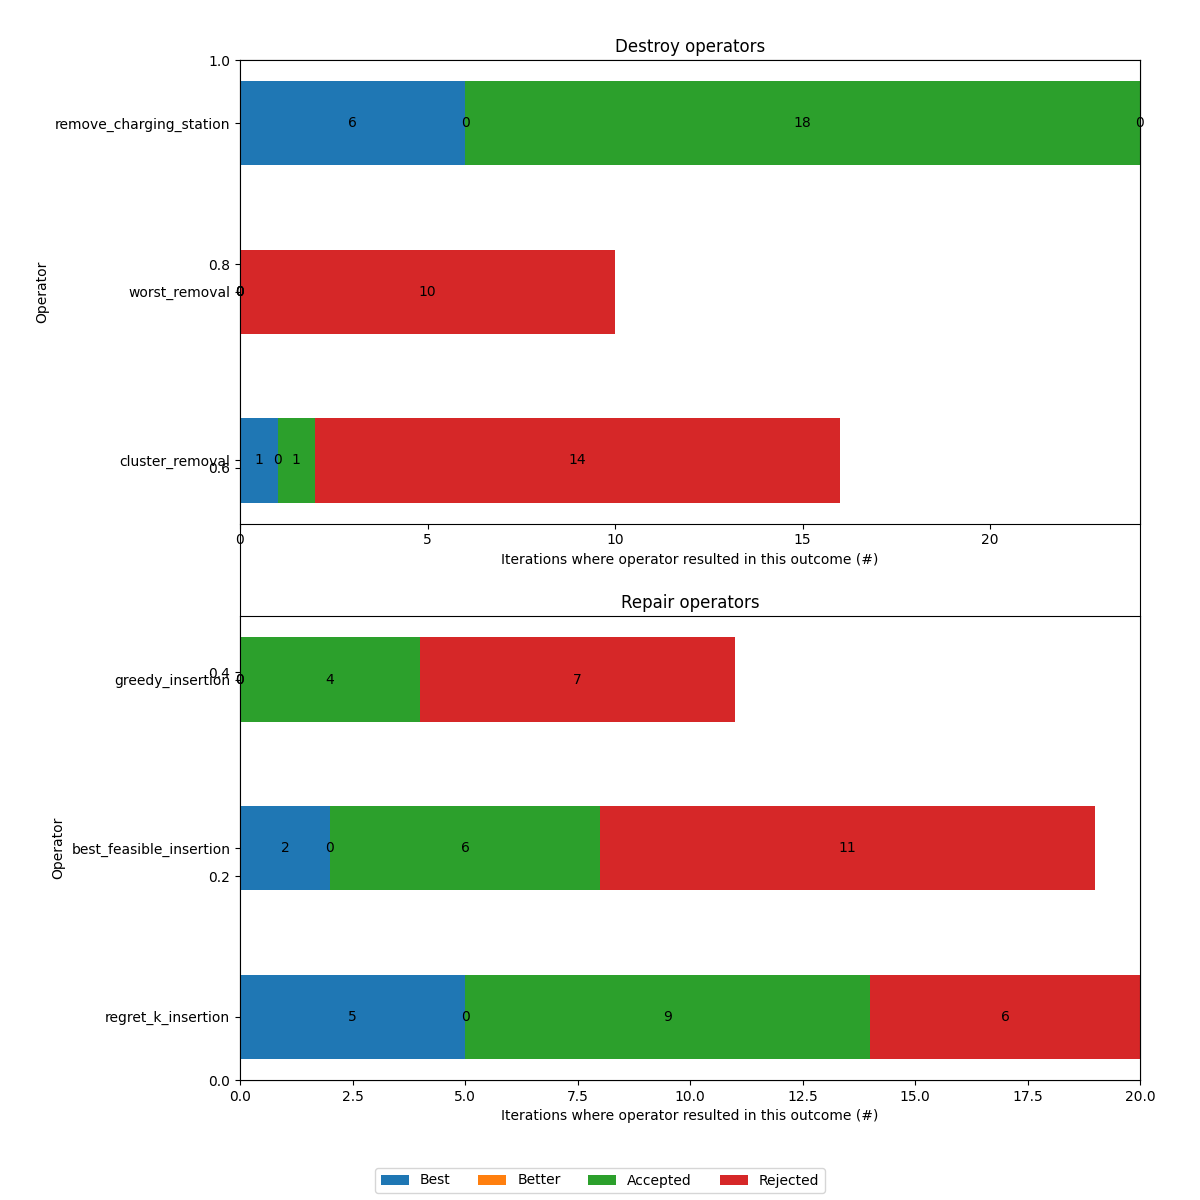 Destroy operators
1.0
remove_charging_station 6 0 18 0
0.8
worst_removal 0 0 10
Operator
cluster_removal 1 0 1 14
0.6
0 5 10 15 20
Iterations where operator resulted in this outcome (#)
Repair operators
0.4
greedy_insertion 0 0 4 7
Operator
best_feasible_insertion 2 0 6 11
0.2
regret_k_insertion 5 0 9 6
0.0
0.0 2.5 5.0 7.5 10.0 12.5 15.0 17.5 20.0
Iterations where operator resulted in this outcome (#)
Best Better Accepted Rejected